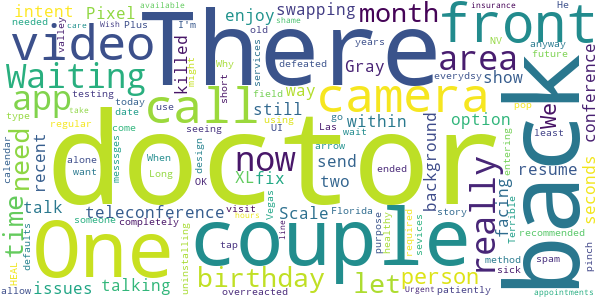 intent Pixel enjoy swapping month There front
Wish Plus shame available insurance He
needed I'm old might
video killed Gray area
Waiting testing services defeated years Why NV care
app call camera conference
today short still way show valley
type date use field within everydsy future anyway
recent UI Las We take pop
regular using go option
doctor back
time need When alone messsges come design seeing now background arrow wait least
want Long OK XL fix send two really facing resume
calendar talk teleconference tap ended story entering
One couple
someone visit Vegas Florida method recommended
completely Scale purpose healthy required Terrible sick spam seconds
defaults birthday let person pinch
allow HEAL issues talking uninstalling overreacted hours line sevices Urgent patiently appointments